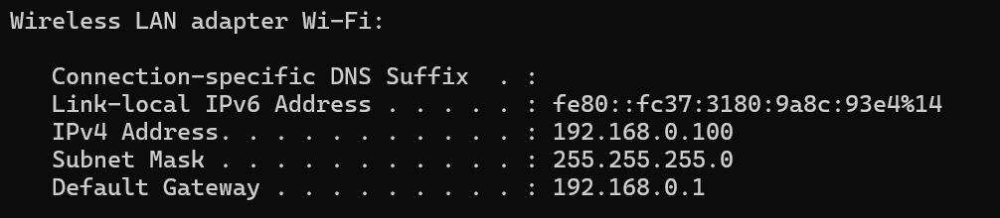 Wireless LAN adapter Wi-Fi:
Connection-specific DNS Suffix  . :
Link-local IPv6 Address . . . . . : fe80::fc37:3180:9a8c:93e4%14
IPv4 Address. . . . . . . . . . . : 192.168.0.100
Subnet Mask . . . . . . . . . . . : 255.255.255.0
Default Gateway . . . . . . . . . : 192.168.0.1